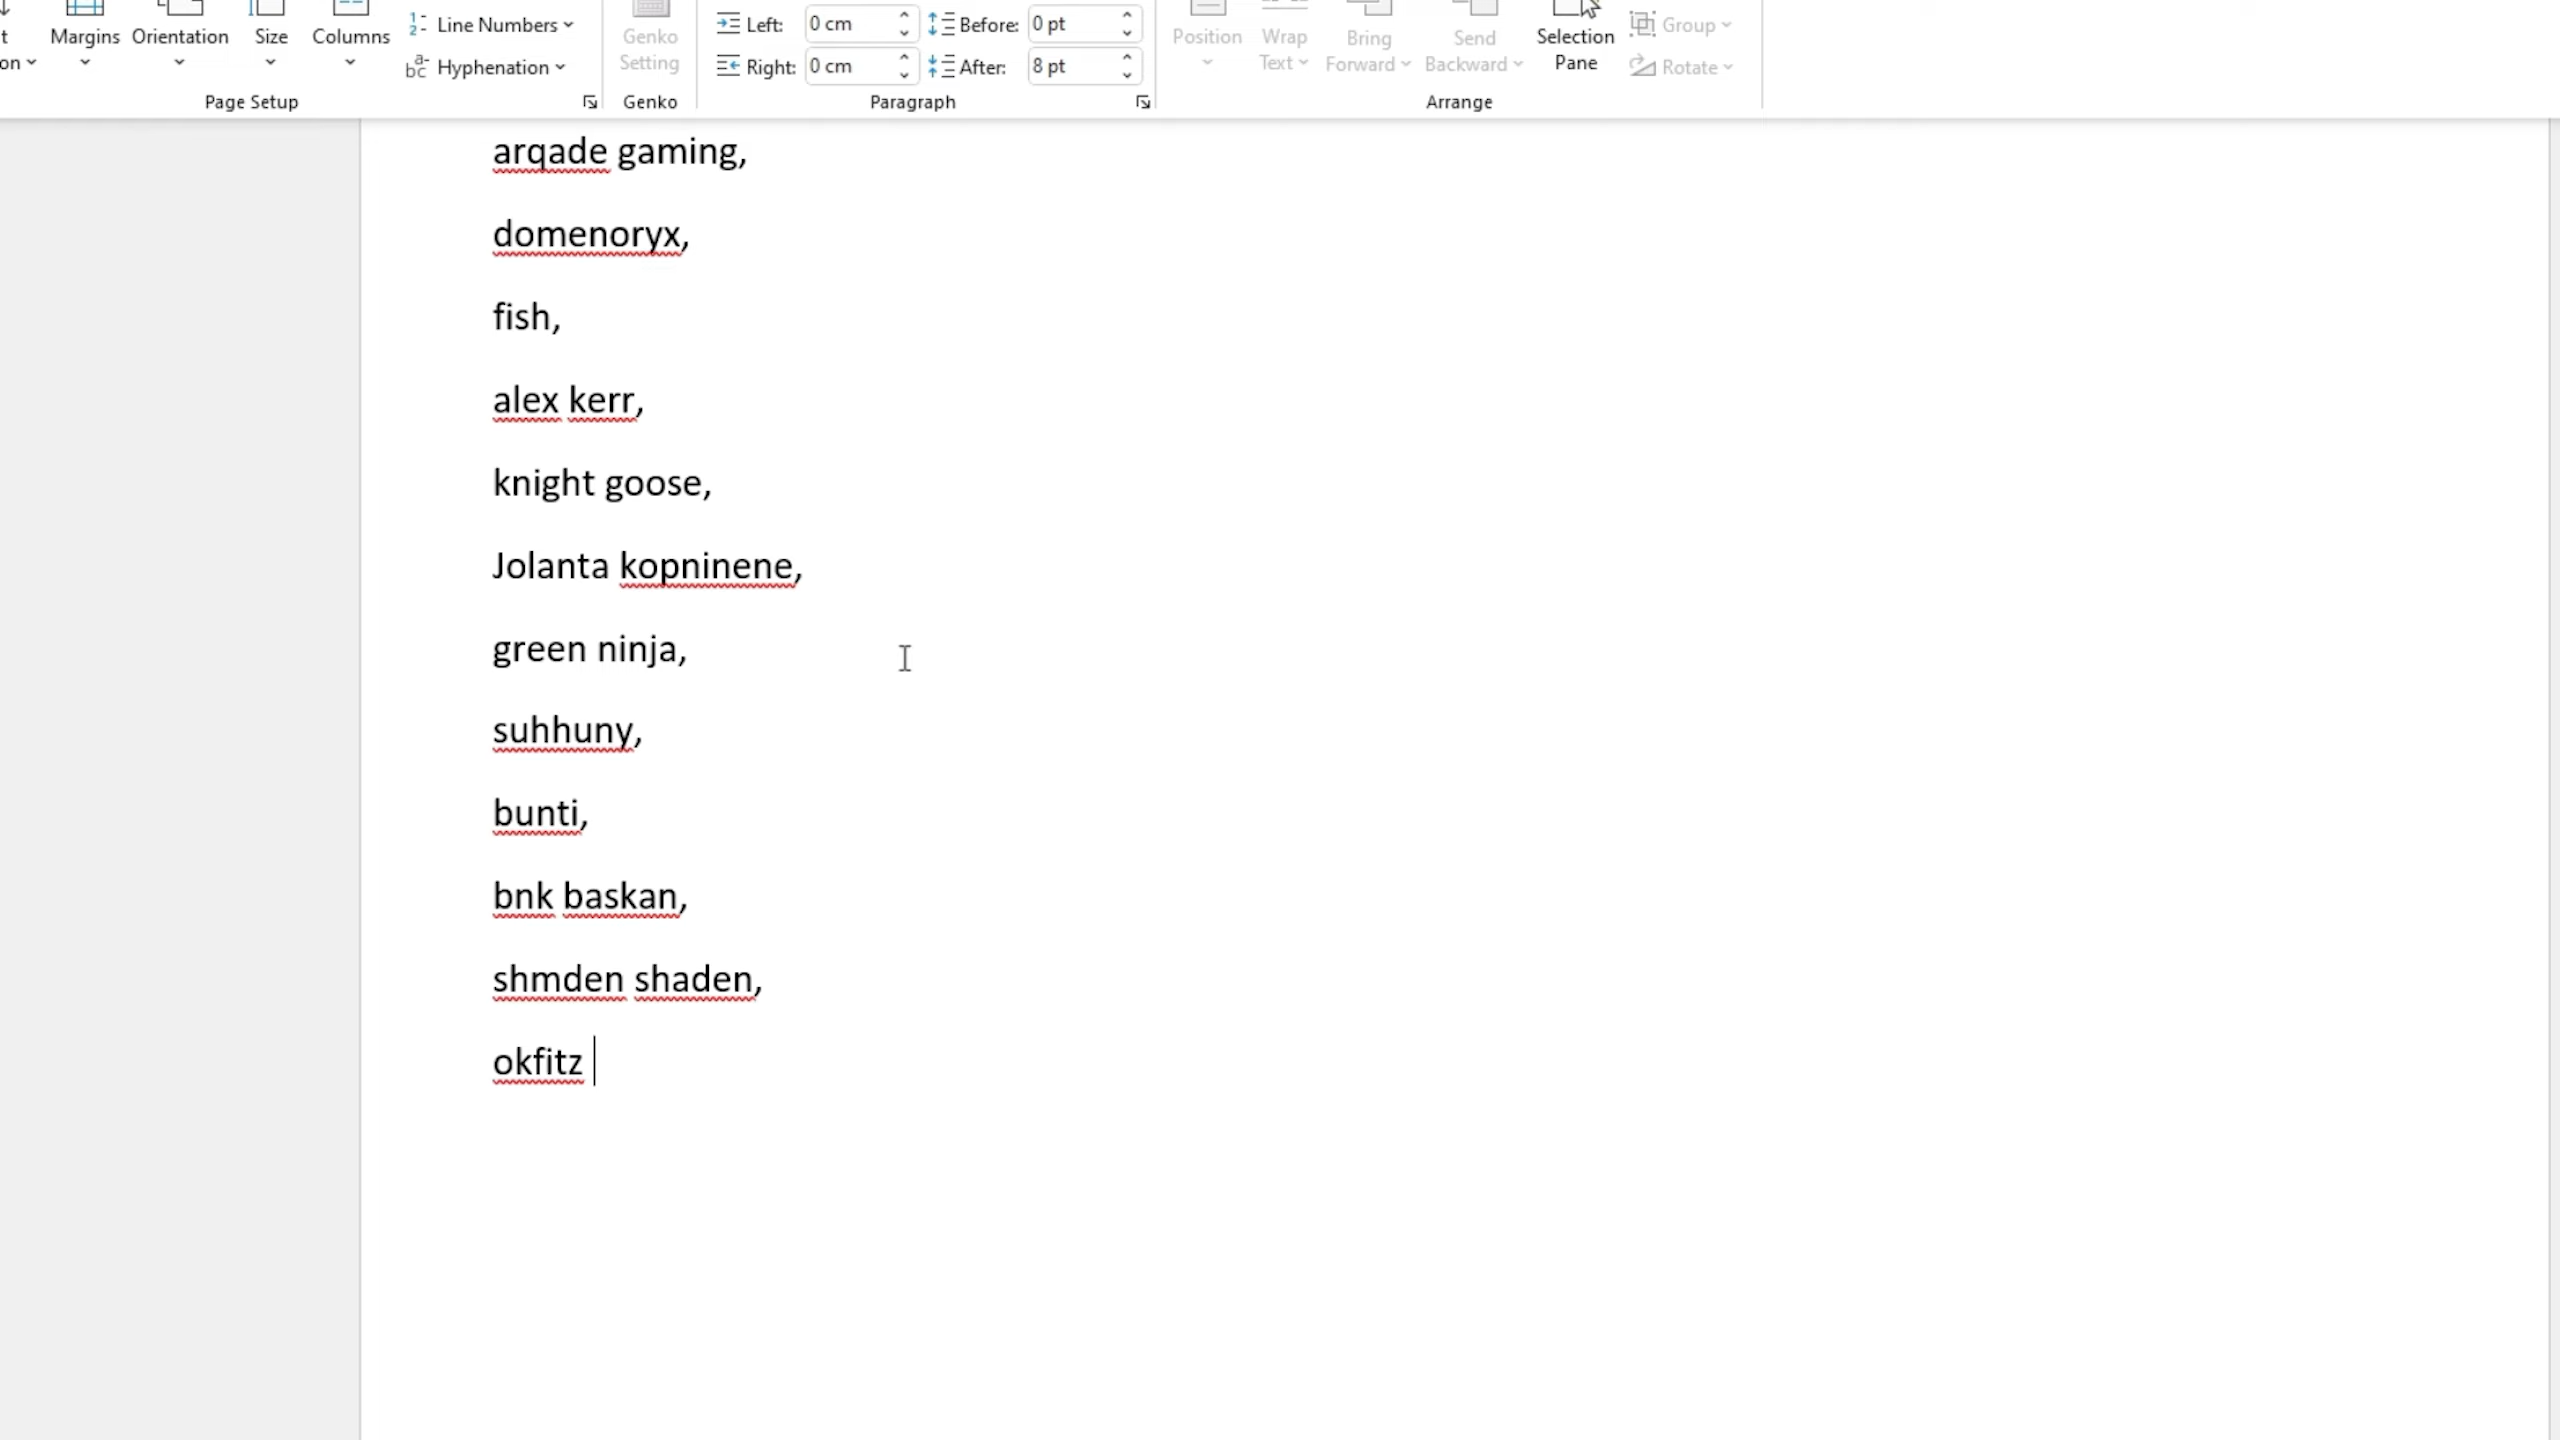 t
Margins
Orientation
Size
Columns
Line Numbers
Genko
Left:
0 cm
Before:
0 pt
Position
Wrap
Bring
Send
Selection
Group
on
bc
a-
Hyphenation
Setting
Right:
0 cm
After:
8 pt
Text
Forward
Backward
Pane
Rotate
Page Setup
Genko
Paragraph
Arrange
arqade gaming,
domenoryx,
fish,
alex kerr,
knight goose,
Jolanta kopninene,
green ninja,
suhhuny,
bunti,
bnk baskan,
shmden shaden,
okfitz